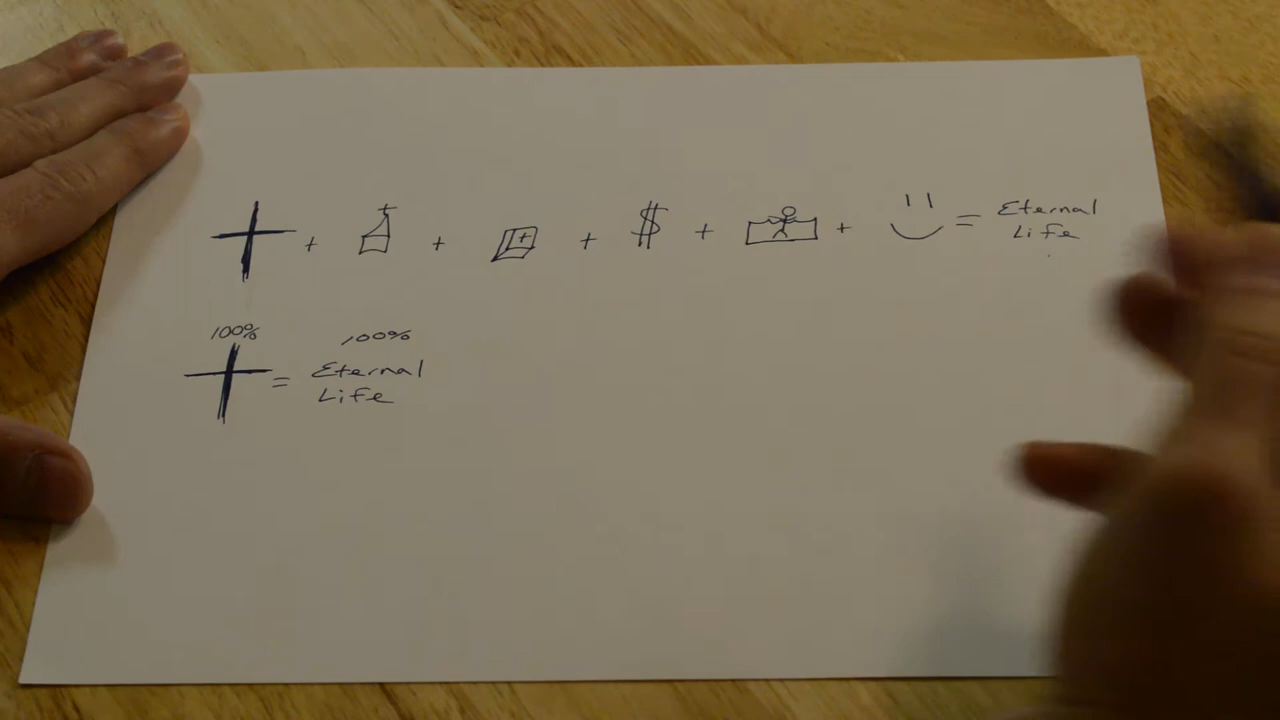 + + + $ + + = Eternal
Life
100% 100%
= Eternal
Life